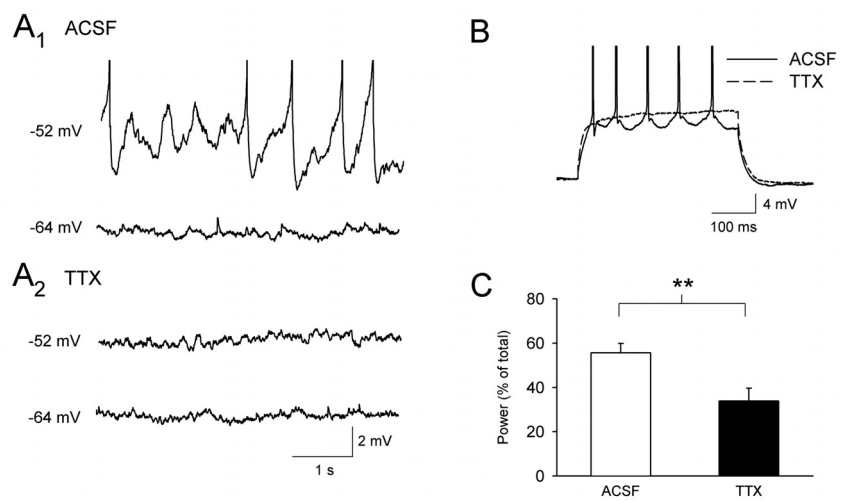 A1 ACSF
-52 mV
-64 mV
A2 TTX
-52 mV
-64 mV
2 mV
1 s
B
ACSF
TTX
4 mV
100 ms
C
**
80
60
40
20
0
Power (% of total)
ACSF TTX